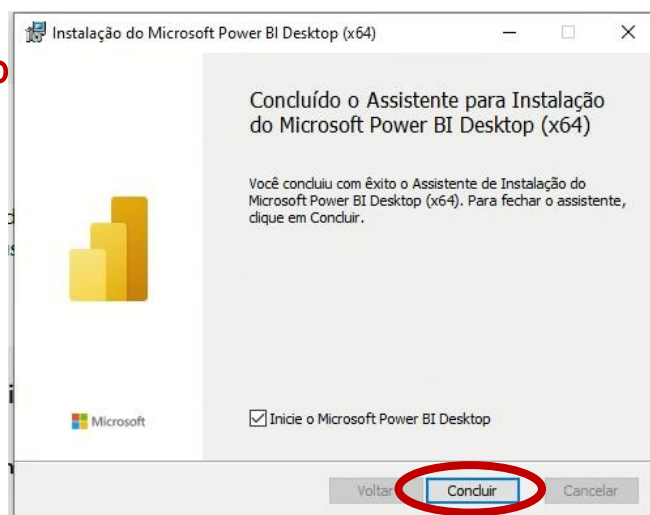 Instalação do Microsoft Power BI Desktop (x64)
Concluído o Assistente para Instalação
do Microsoft Power BI Desktop (x64)
Você concluiu com êxito o Assistente de Instalação do
Microsoft Power BI Desktop (x64). Para fechar o assistente,
clique em Concluir.
Microsoft
Inicie o Microsoft Power BI Desktop
Voltar Concluir Cancelar